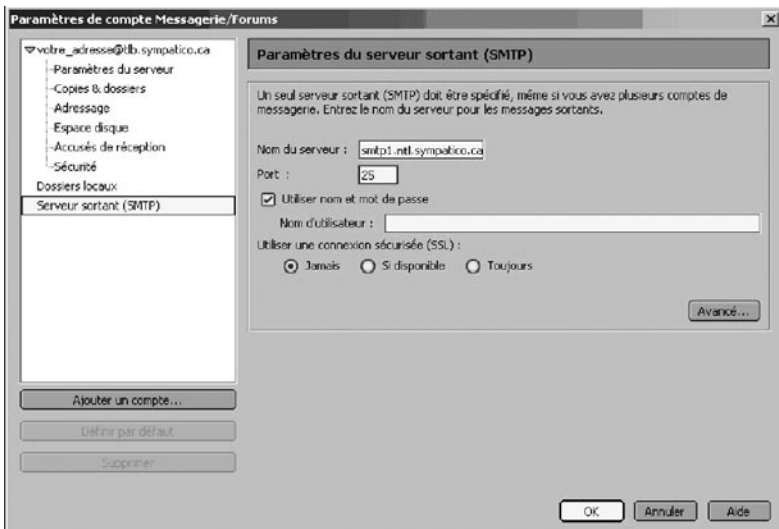 Paramètres de compte Messagerie/Forums
votre_adresse@tlb.sympatico.ca
Paramètres du serveur
Copies & dossiers
Adressage
Espace disque
Accusés de réception
Sécurité
Dossiers locaux
Serveur sortant (SMTP)
Ajouter un compte...
Définir par défaut
Supprimer
Paramètres du serveur sortant (SMTP)
Un seul serveur sortant (SMTP) doit être spécifié, même si vous avez plusieurs comptes de
messagerie. Entrez le nom du serveur pour les messages sortants.
Nom du serveur : smtp1.ntl.sympatico.ca
Port : 25
Utiliser nom et mot de passe
Nom d'utilisateur :
Utiliser une connexion sécurisée (SSL) :
Jamais Si disponible Toujours
Avancé...
OK Annuler Aide